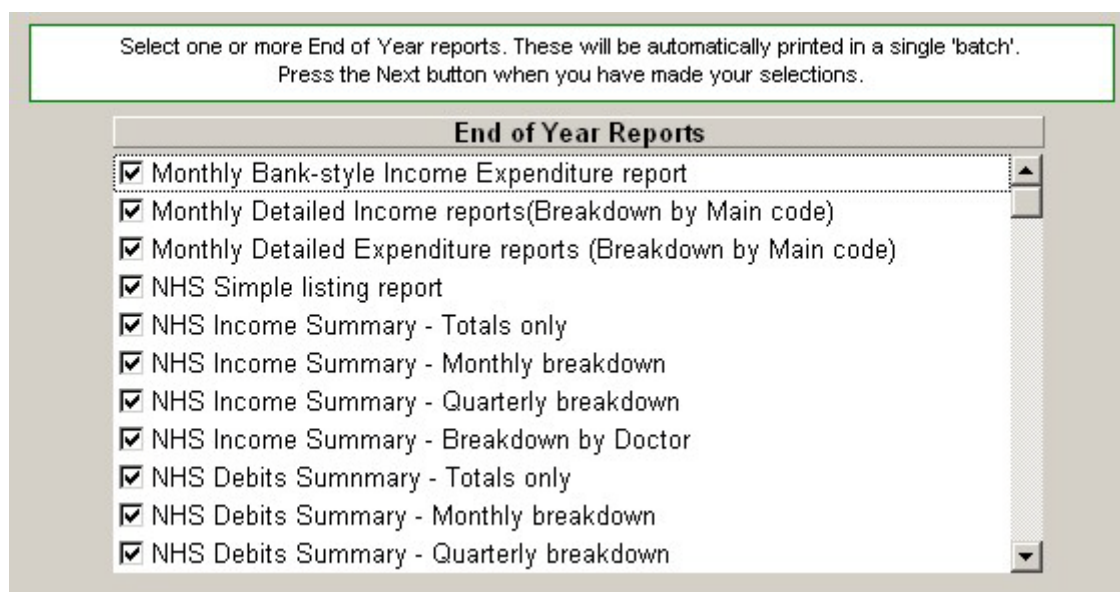 Select one or more End of Year reports. These will be automatically printed in a single 'batch'.
Press the Next button when you have made your selections.
End of Year Reports
Monthly Bank-style Income Expenditure report
Monthly Detailed Income reports(Breakdown by Main code)
Monthly Detailed Expenditure reports (Breakdown by Main code)
NHS Simple listing report
NHS Income Summary - Totals only
NHS Income Summary - Monthly breakdown
NHS Income Summary - Quarterly breakdown
NHS Income Summary - Breakdown by Doctor
NHS Debits Sumnmary - Totals only
NHS Debits Summary - Monthly breakdown
NHS Debits Summary - Quarterly breakdown